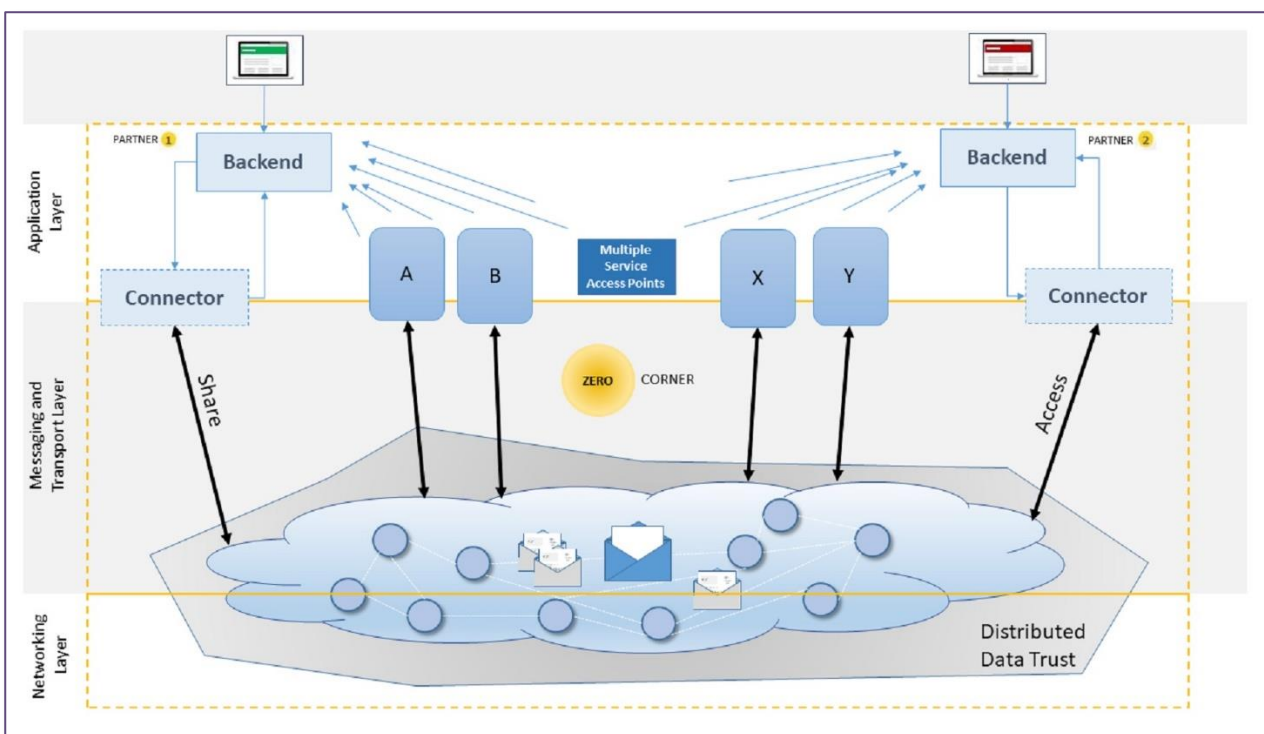 PARTNER 1
Backend
PARTNER 2
Backend
Application
Layer
A
B
Multiple
Service
Access Points
X
Y
Connector
Connector
Messaging and
Transport Layer
Share
ZERO CORNER
Access
Networking
Layer
Distributed
Data Trust